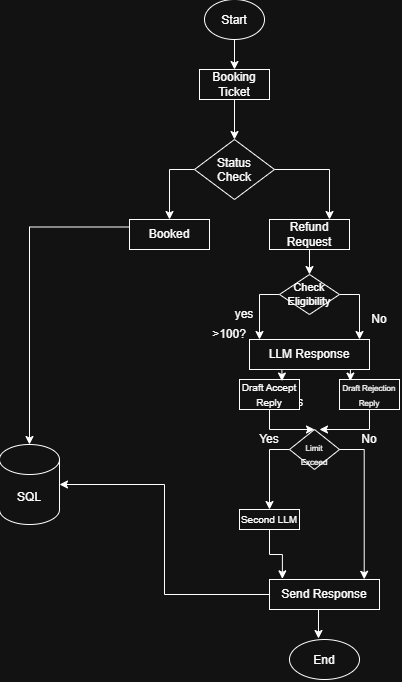 Start
Booking
Ticket
Status
Check
Booked
Refund
Request
Check
Eligibility
yes
No
>100?
LLM Response
Draft Accept
Reply
s
Draft Rejection
Reply
Yes
No
Limit
Exceed
SQL
Second LLM
Send Response
End